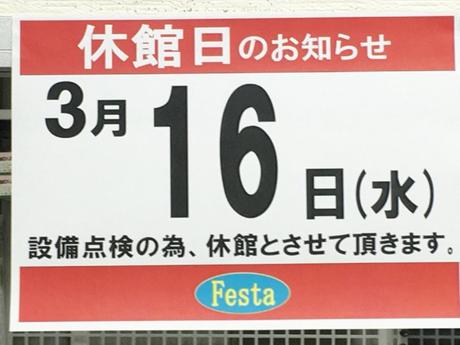 休館日のお知らせ
3月16日(水)
設備点検の為、休館とさせて頂きます。
Festa